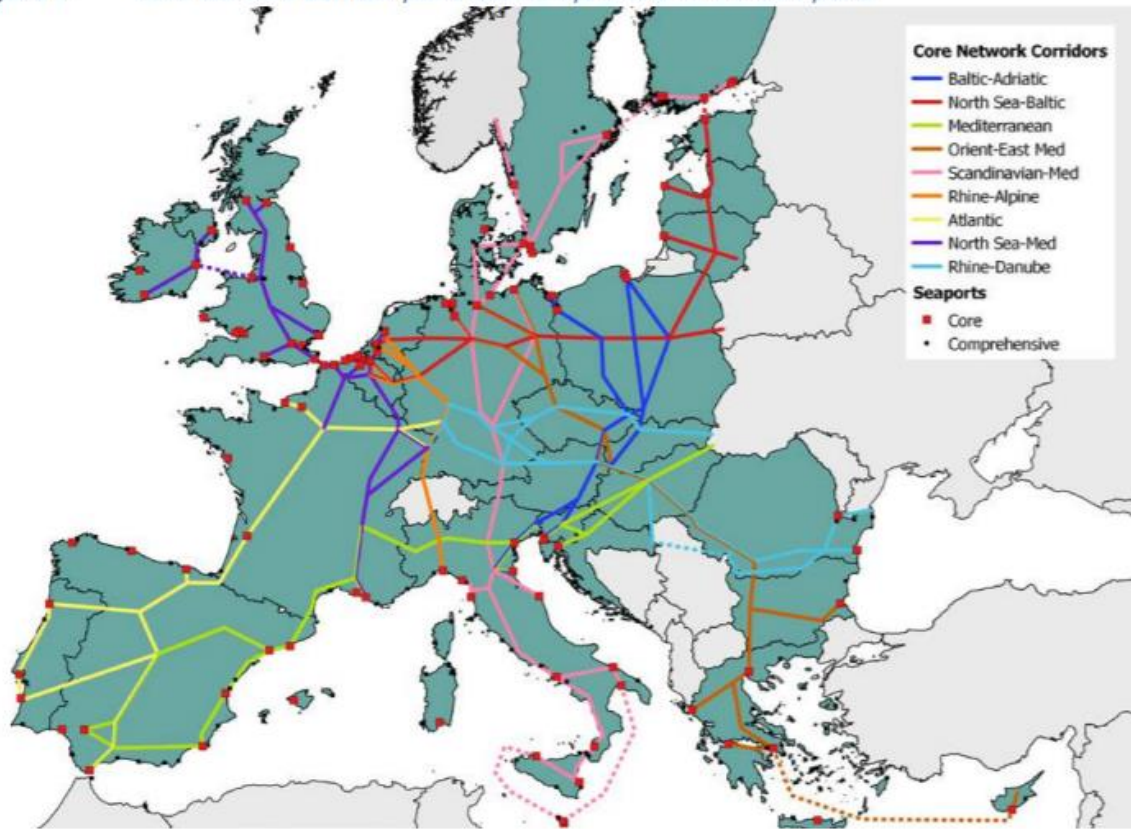 Core Network Corridors
Baltic-Adriatic
North Sea-Baltic
Mediterranean
Orient-East Med
Scandinavian-Med
Rhine-Alpine
Atlantic
North Sea-Med
Rhine-Danube
Seaports
Core
Comprehensive